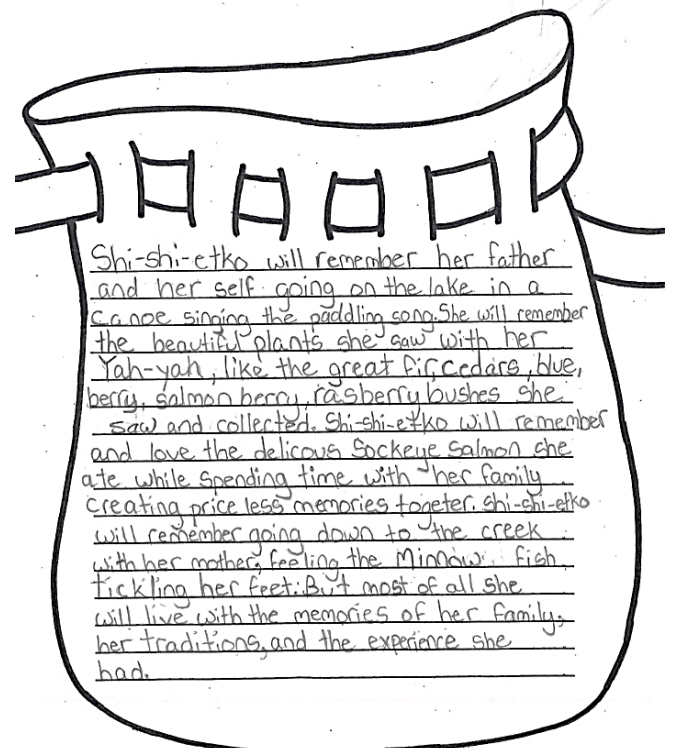 Shi-shi-etko will remember her father
and her self going on the lake in a
canoe singing the paddling song. She will remember
the beautiful plants she saw with her
Yah-yah, like the great fir, cedars, blue,
berry, salmon berry, rasberry bushes she
saw and collected. Shi-shi-etko will remember
and love the delicous Sockeye Salmon she
ate while spending time with her family
creating price less memories togeter. Shi-shi-etko
will remember going down to the creek
with her mother, feeling the Minnow fish
tickling her feet. But most of all she
will live with the memories of her family,
her traditions, and the experience she
had.